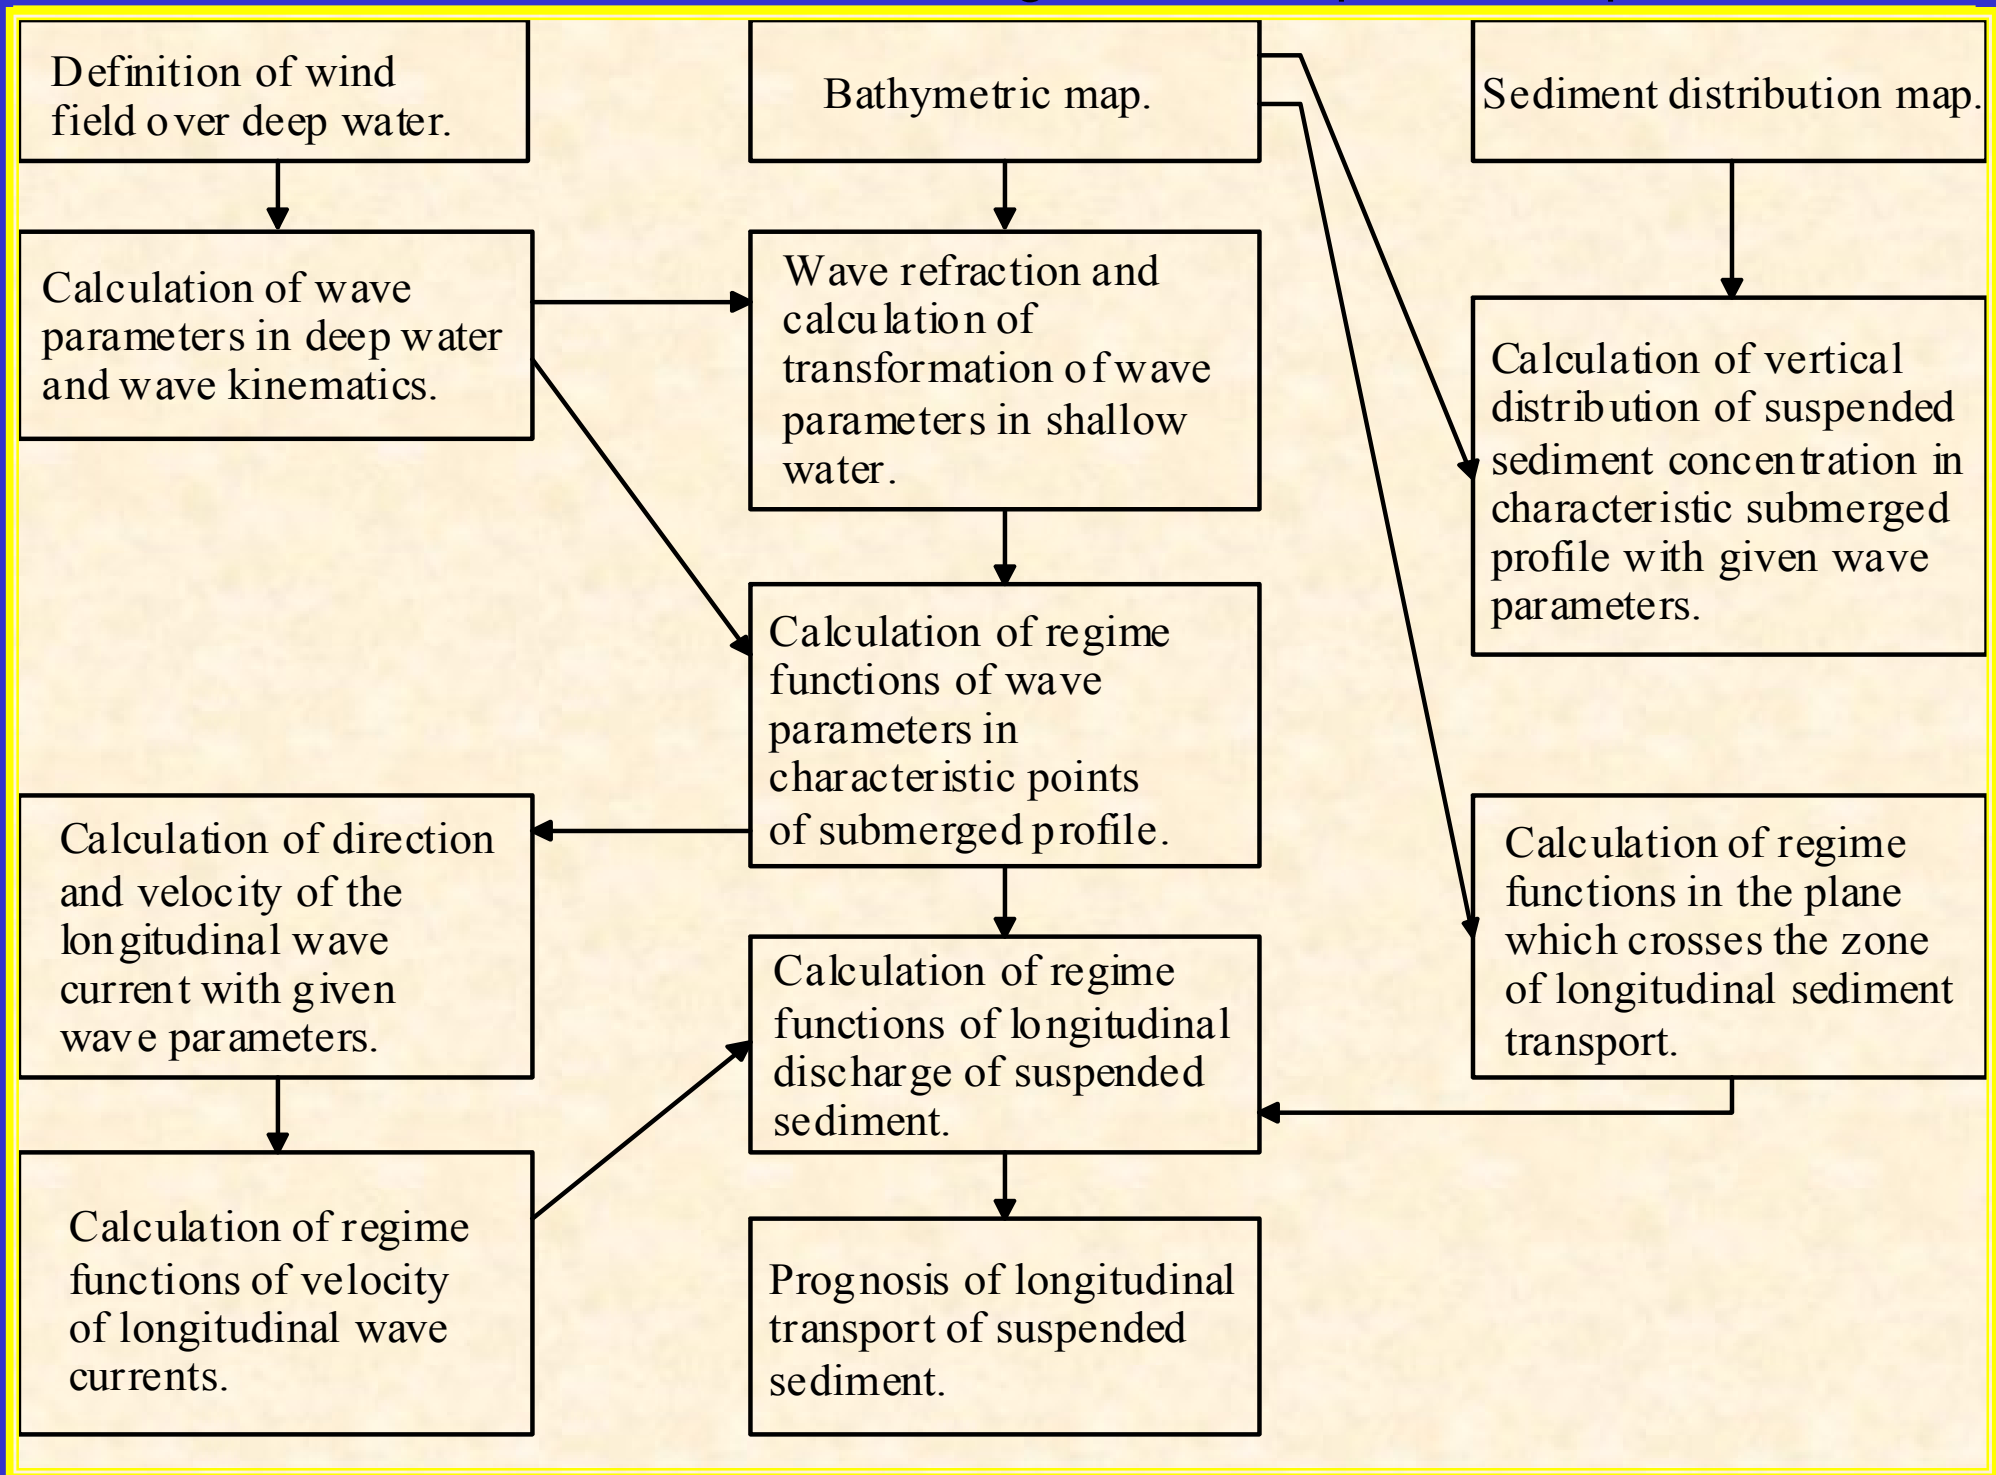 Definition of wind
field over deep water.
Bathymetric map.
Sediment distribution map.
Calculation of wave
parameters in deep water
and wave kinematics.
Wave refraction and
calculation of
transformation of wave
parameters in shallow
water.
Calculation of vertical
distribution of suspended
sediment concentration in
characteristic submerged
profile with given wave
parameters.
Calculation of regime
functions of wave
parameters in
characteristic points
of submerged profile.
Calculation of direction
and velocity of the
longitudinal wave
current with given
wave parameters.
Calculation of regime
functions in the plane
which crosses the zone
of longitudinal sediment
transport.
Calculation of regime
functions of longitudinal
discharge of suspended
sediment.
Calculation of regime
functions of velocity
of longitudinal wave
currents.
Prognosis of longitudinal
transport of suspended
sediment.